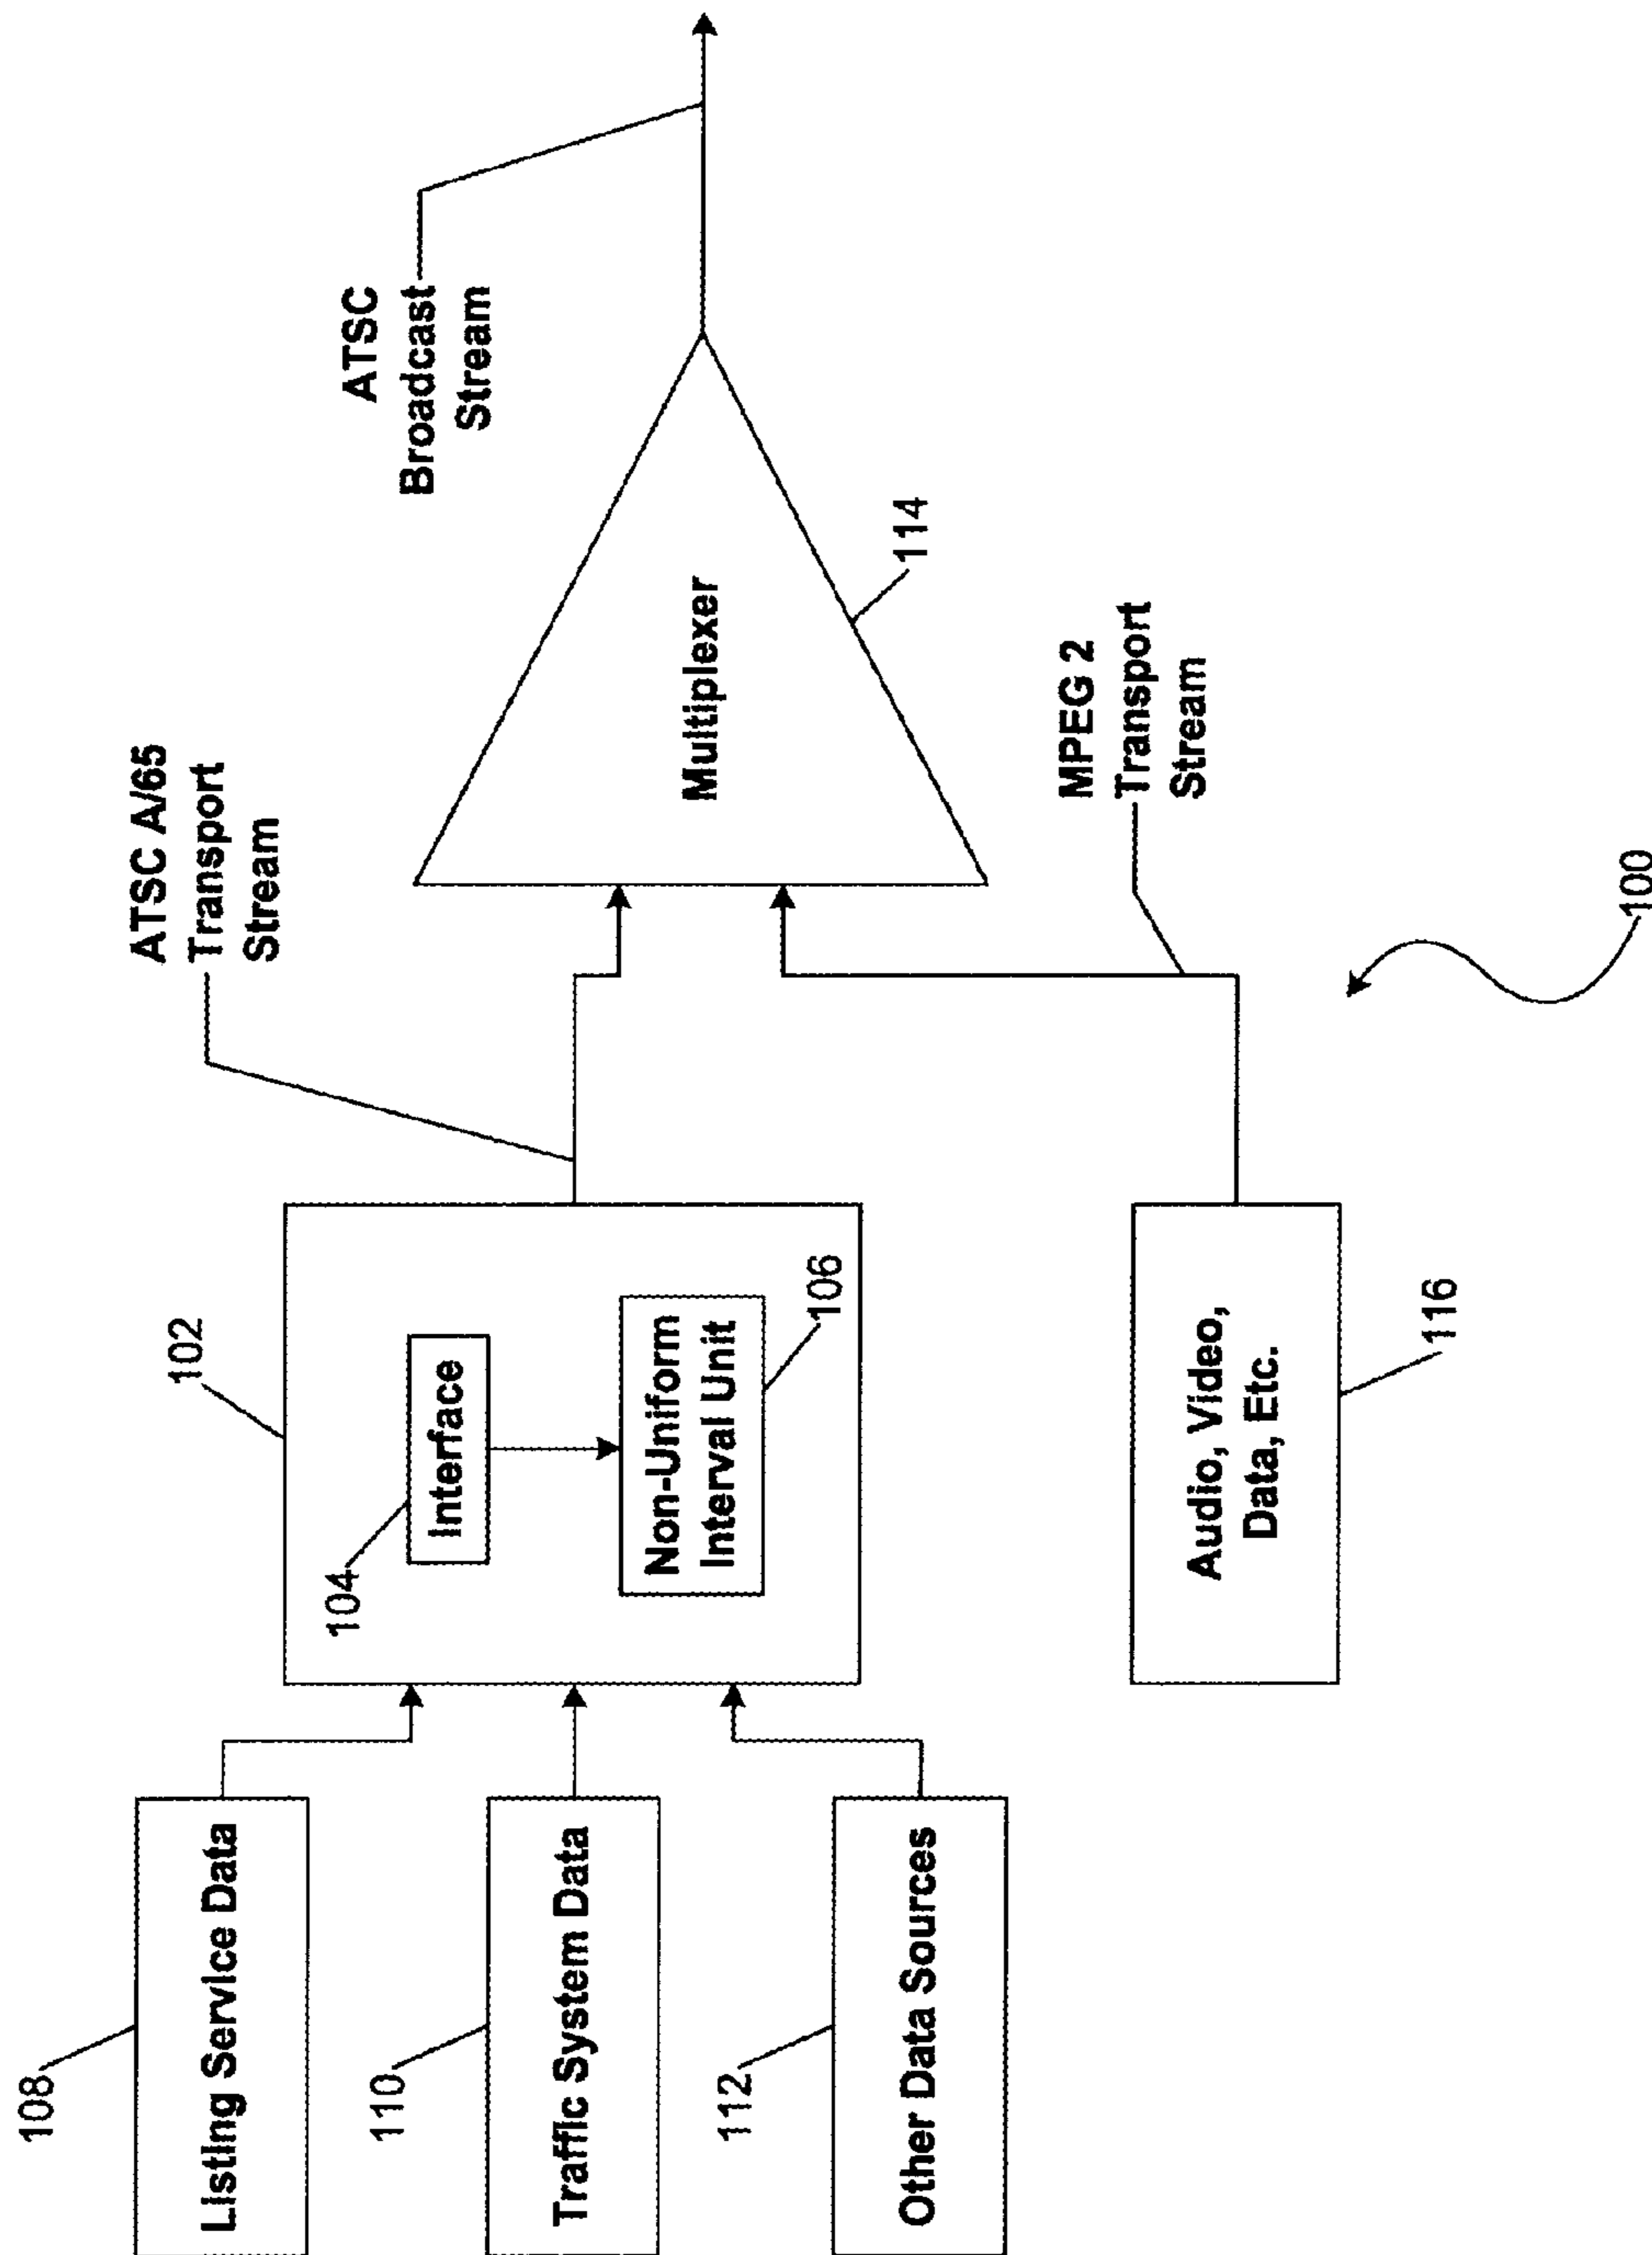 108
Listing Service Data
110
Traffic System Data
112
Other Data Sources
102
104
Interface
Non-Uniform
Interval Unit
106
ATSC A/65
Transport
Stream
Audio, Video,
Data, Etc.
116
MPEG 2
Transport
Stream
Multiplexer
114
ATSC
Broadcast
Stream
100